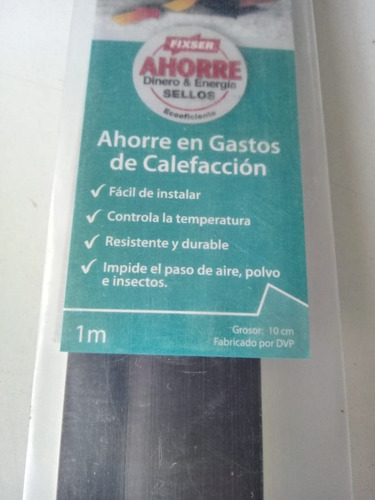 FIXSER
AHORRE
Dinero & Energía
SELLOS
Ecoeficiente
Ahorre en Gastos
de Calefacción
✓ Fácil de instalar
✓ Controla la temperatura
✓ Resistente y durable
✓ Impide el paso de aire, polvo
e insectos.
1m
Grosor: 10 cm
Fabricado por DVP